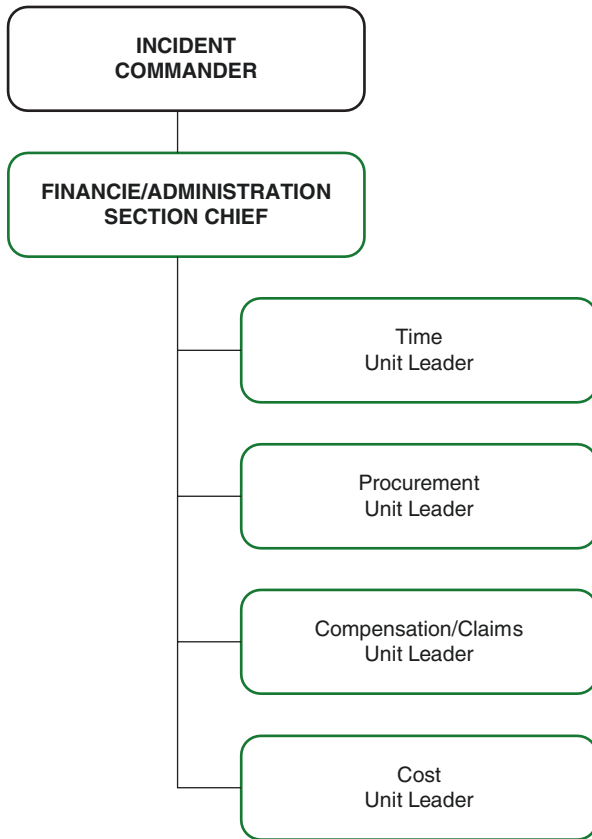 INCIDENT
COMMANDER
FINANCIE/ADMINISTRATION
SECTION CHIEF
Time
Unit Leader
Procurement
Unit Leader
Compensation/Claims
Unit Leader
Cost
Unit Leader